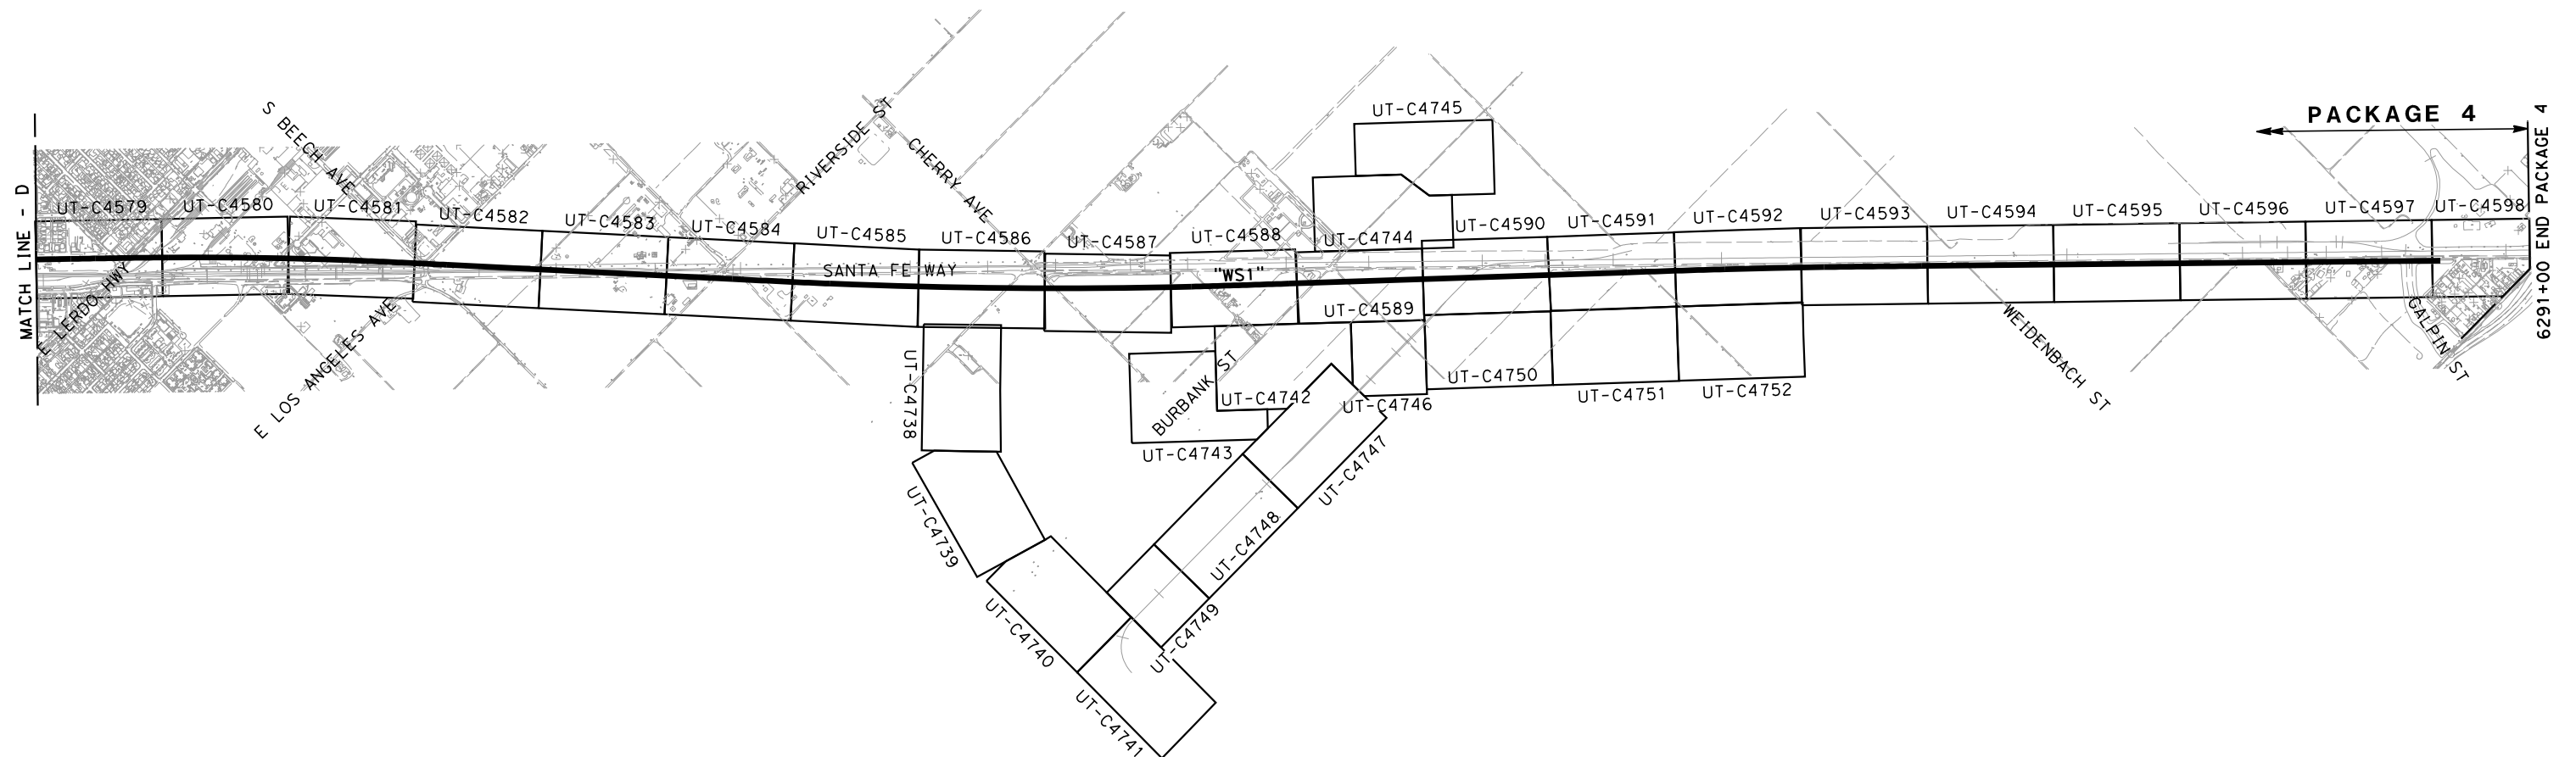 MATCH LINE - D
S BEECH AVE
E LERDO HWY
E LOS ANGELES AVE
RIVERSIDE ST
CHERRY AVE
SANTA FE WAY
"WS1"
BURBANK ST
WEIDENBACH ST
GALPIN ST
PACKAGE 4
6291+00 END PACKAGE 4
UT-C4579
UT-C4580
UT-C4581
UT-C4582
UT-C4583
UT-C4584
UT-C4585
UT-C4586
UT-C4587
UT-C4588
UT-C4589
UT-C4590
UT-C4591
UT-C4592
UT-C4593
UT-C4594
UT-C4595
UT-C4596
UT-C4597
UT-C4598
UT-C4738
UT-C4739
UT-C4740
UT-C4741
UT-C4742
UT-C4743
UT-C4744
UT-C4745
UT-C4746
UT-C4747
UT-C4748
UT-C4749
UT-C4750
UT-C4751
UT-C4752